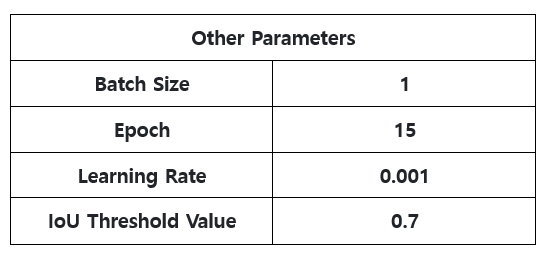 Other Parameters
Batch Size 1
Epoch 15
Learning Rate 0.001
IoU Threshold Value 0.7